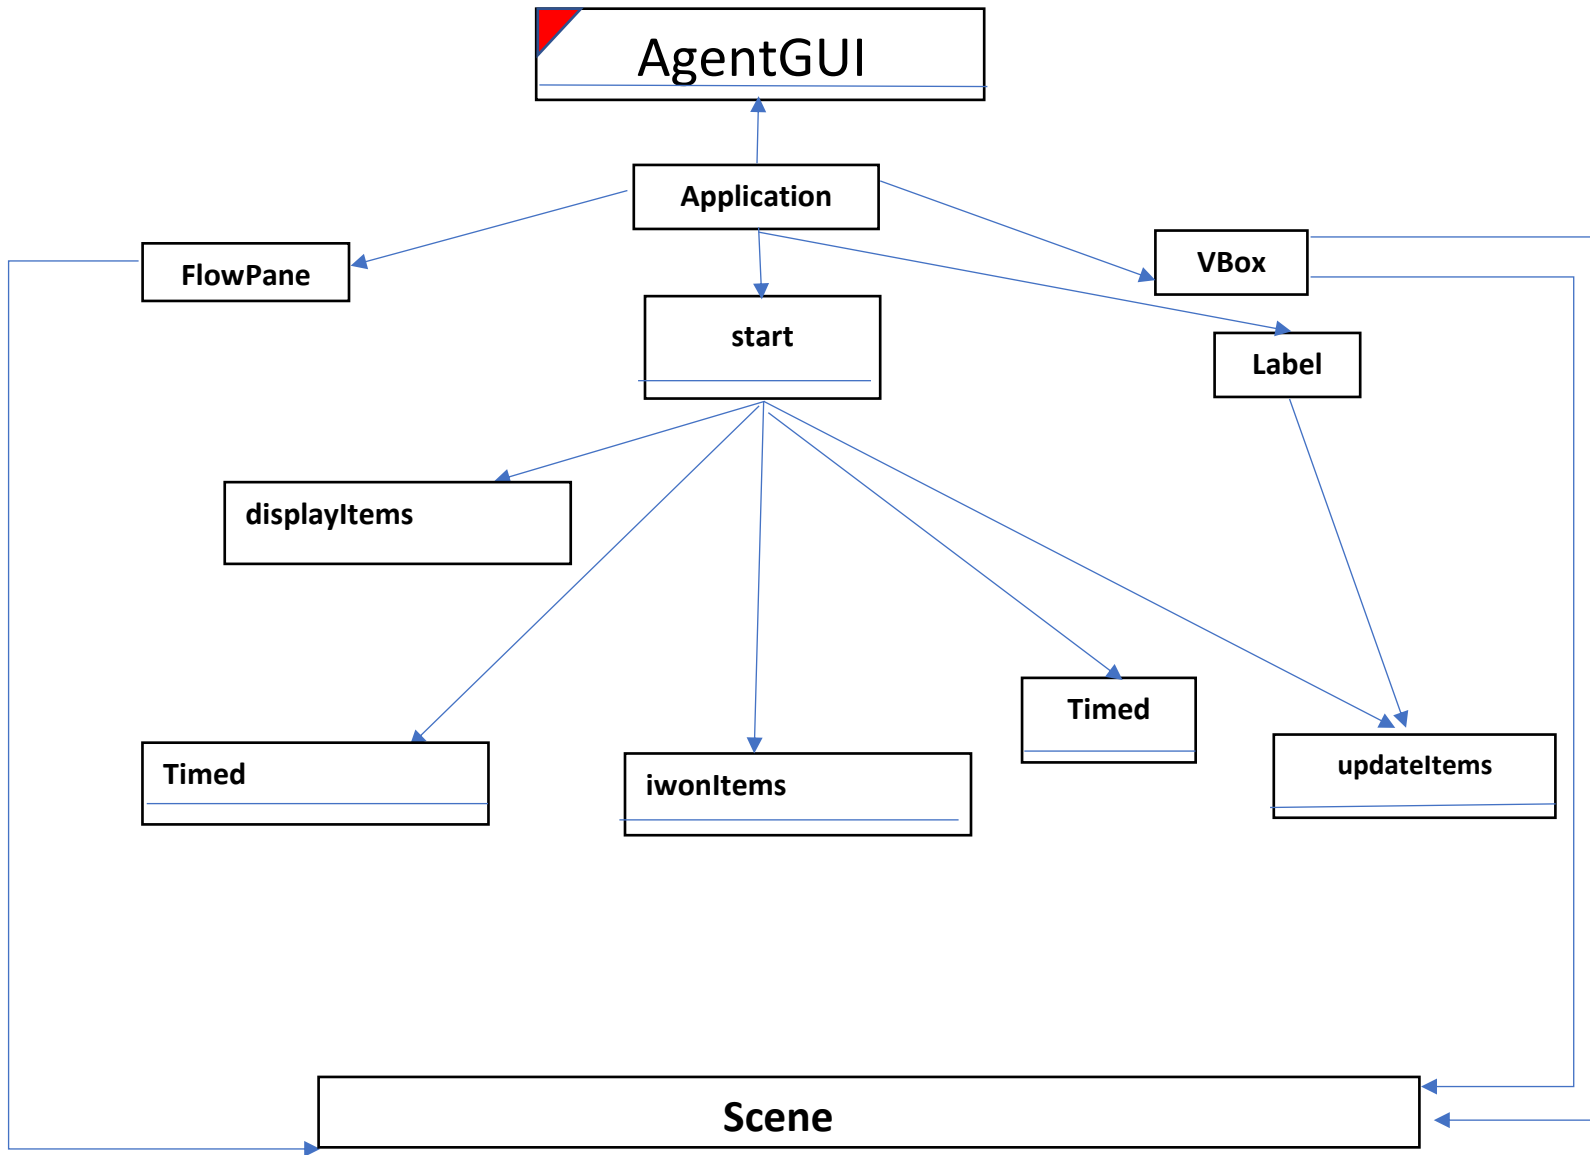 AgentGUI
Application
FlowPane
VBox
start
Label
displayItems
Timed
iwonItems
Timed
updateItems
Scene